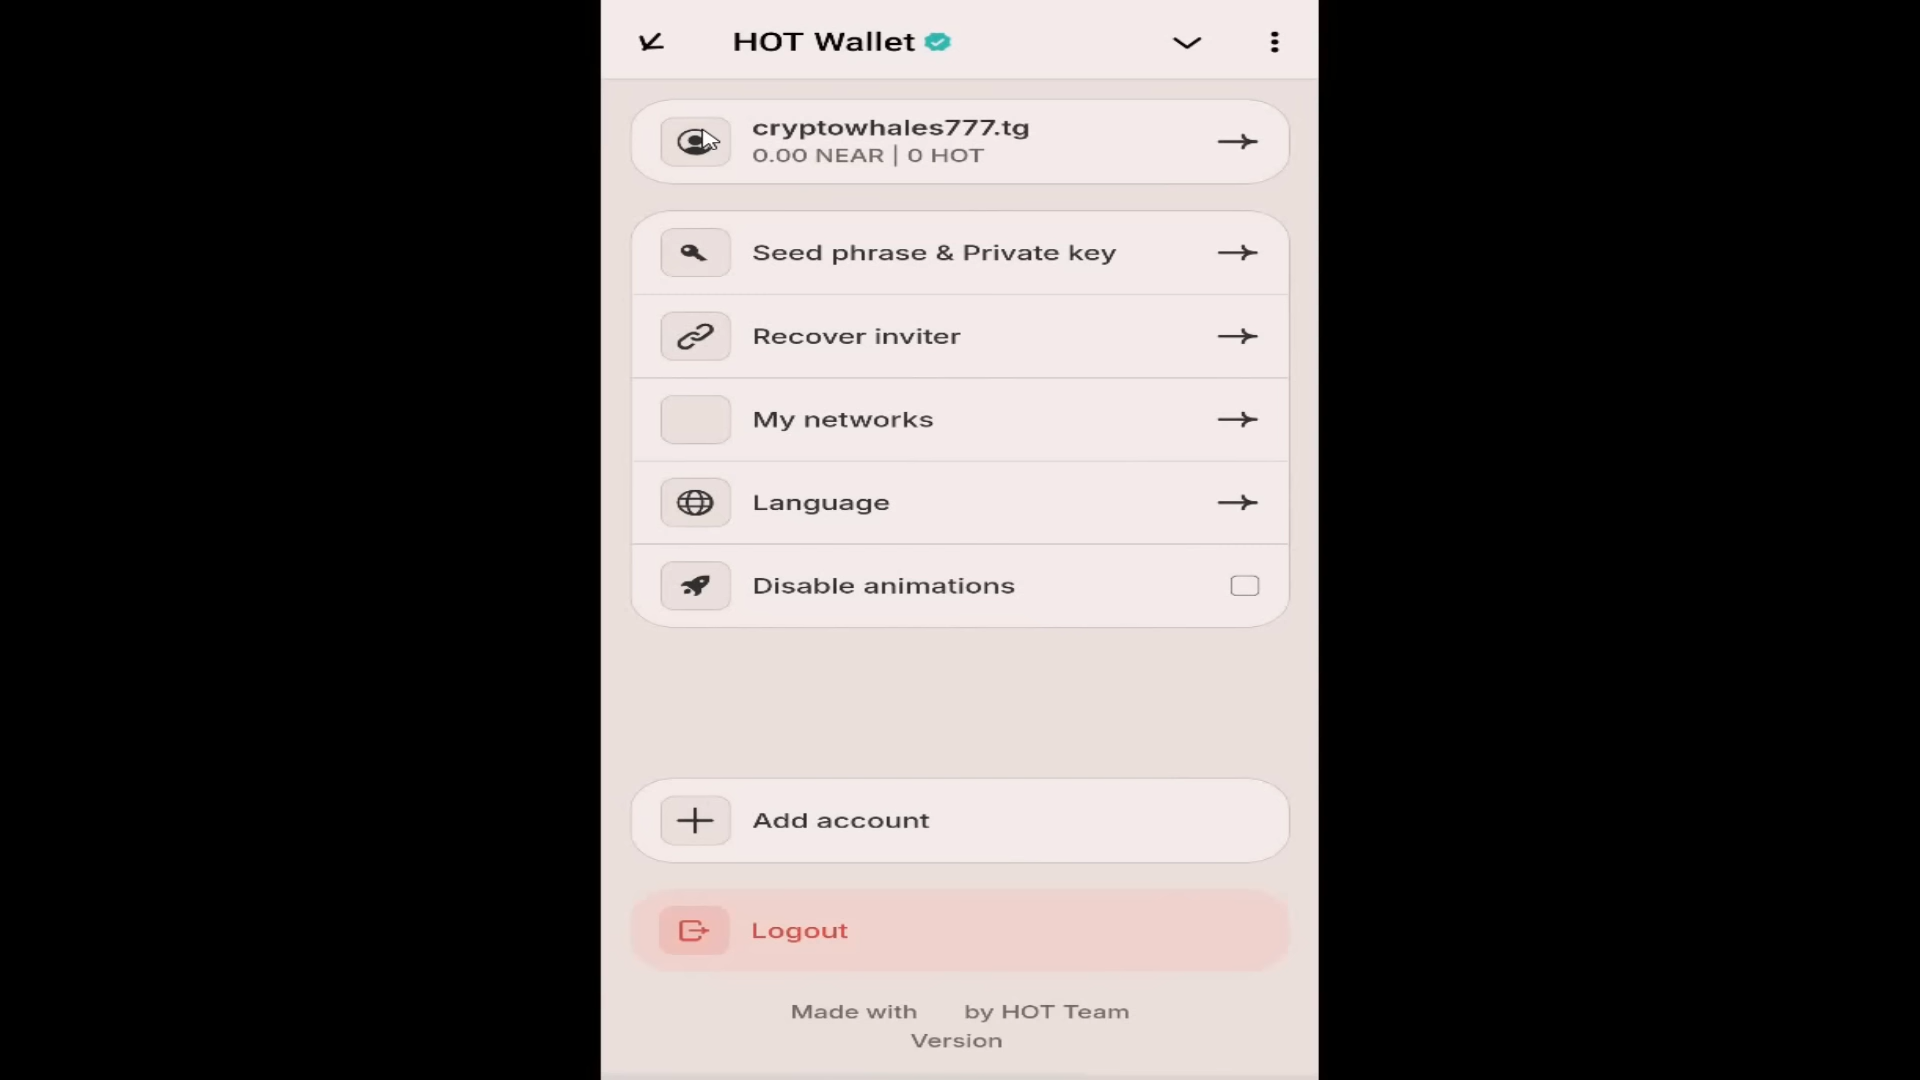 HOT Wallet
cryptowhales777.tg
0.00 NEAR | 0 HOT
Seed phrase & Private key
Recover inviter
My networks
Language
Disable animations
Add account
Logout
Made with by HOT Team
Version